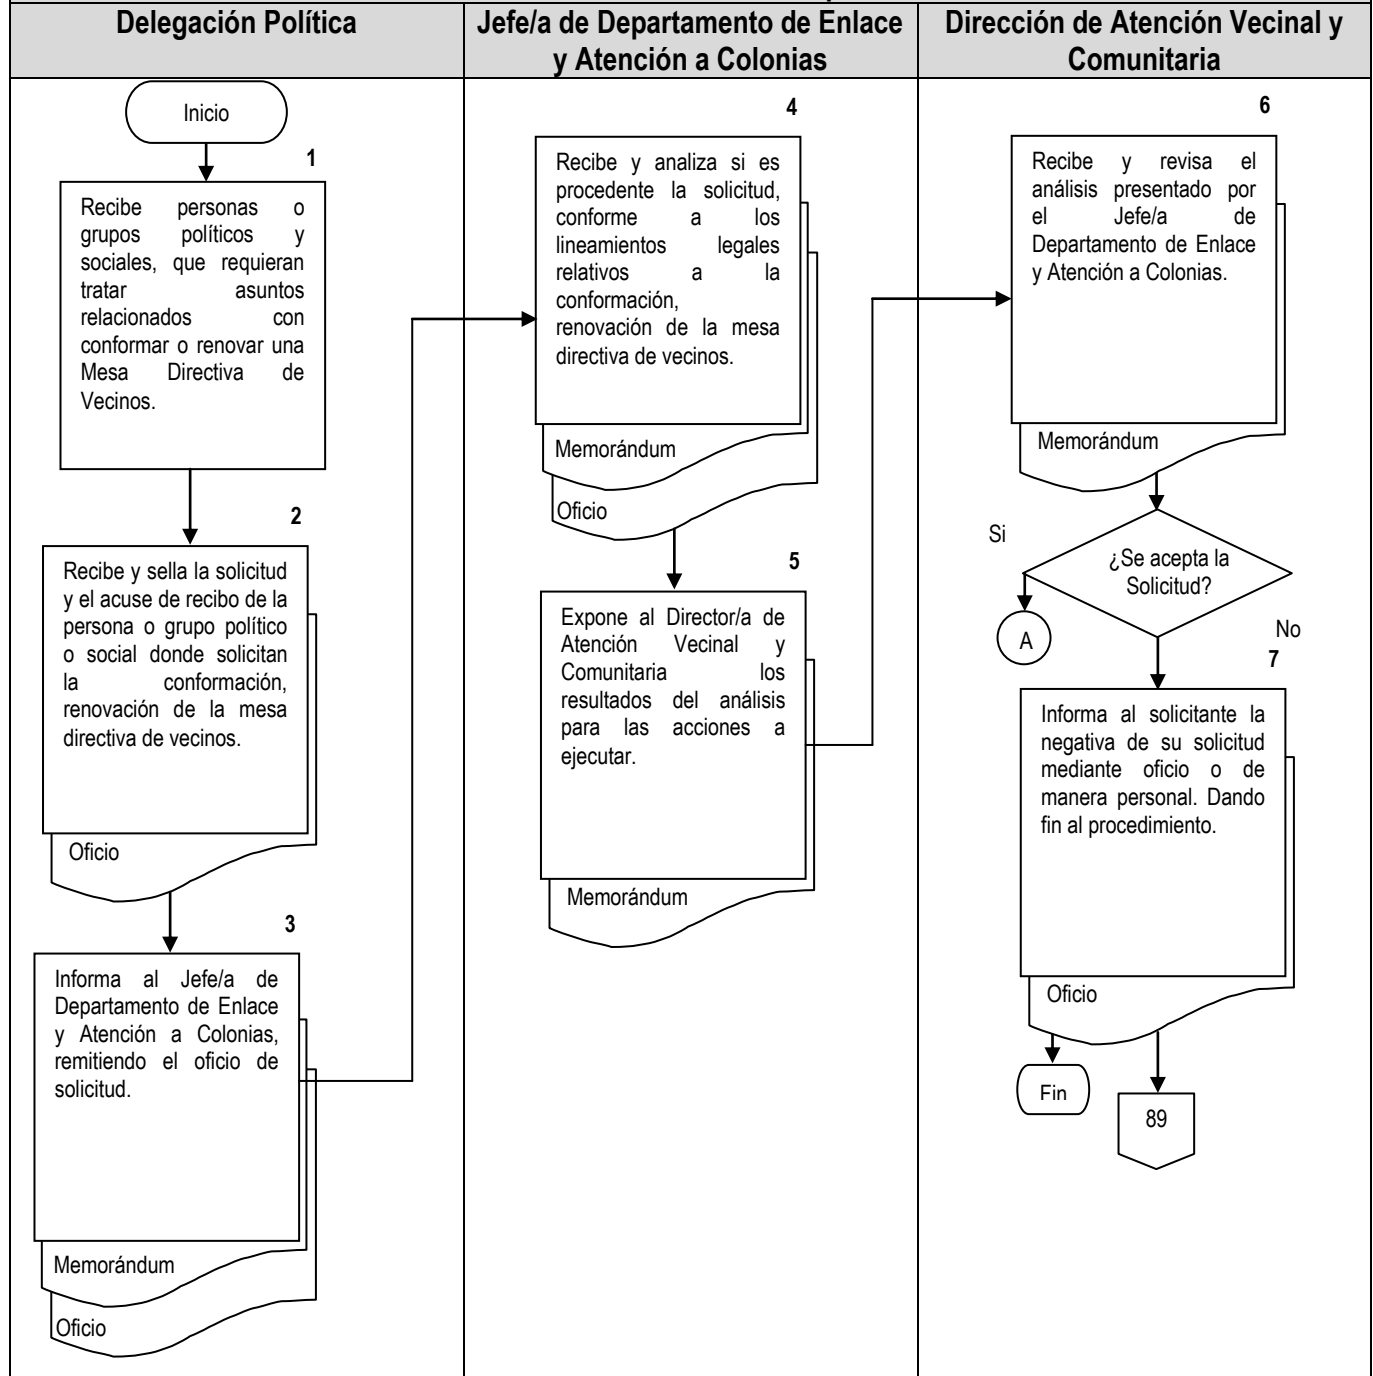 Delegación Política
Jefe/a de Departamento de Enlace
y Atención a Colonias
Dirección de Atención Vecinal y
Comunitaria
Inicio
1
Recibe personas o
grupos políticos y
sociales, que requieran
tratar asuntos
relacionados con
conformar o renovar una
Mesa Directiva de
Vecinos.
2
Recibe y sella la solicitud
y el acuse de recibo de la
persona o grupo político
o social donde solicitan
la conformación,
renovación de la mesa
directiva de vecinos.
Oficio
3
Informa al Jefe/a de
Departamento de Enlace
y Atención a Colonias,
remitiendo el oficio de
solicitud.
Memorándum
Oficio
4
Recibe y analiza si es
procedente la solicitud,
conforme a los
lineamientos legales
relativos a la
conformación,
renovación de la mesa
directiva de vecinos.
Memorándum
Oficio
5
Expone al Director/a de
Atención Vecinal y
Comunitaria los
resultados del análisis
para las acciones a
ejecutar.
Memorándum
6
Recibe y revisa el
análisis presentado por
el Jefe/a de
Departamento de Enlace
y Atención a Colonias.
Memorándum
Si
¿Se acepta la
Solicitud?
A
No
7
Informa al solicitante la
negativa de su solicitud
mediante oficio o de
manera personal. Dando
fin al procedimiento.
Oficio
Fin
89